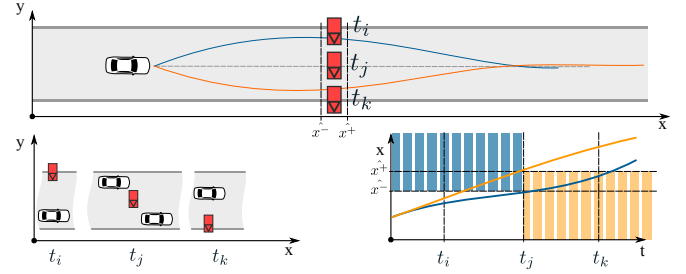 y
t_i
t_j
t_k
x
x̂⁻ x̂⁺
y
x
t_i t_j t_k
x
x̂⁺
x̂⁻
t
t_i t_j t_k